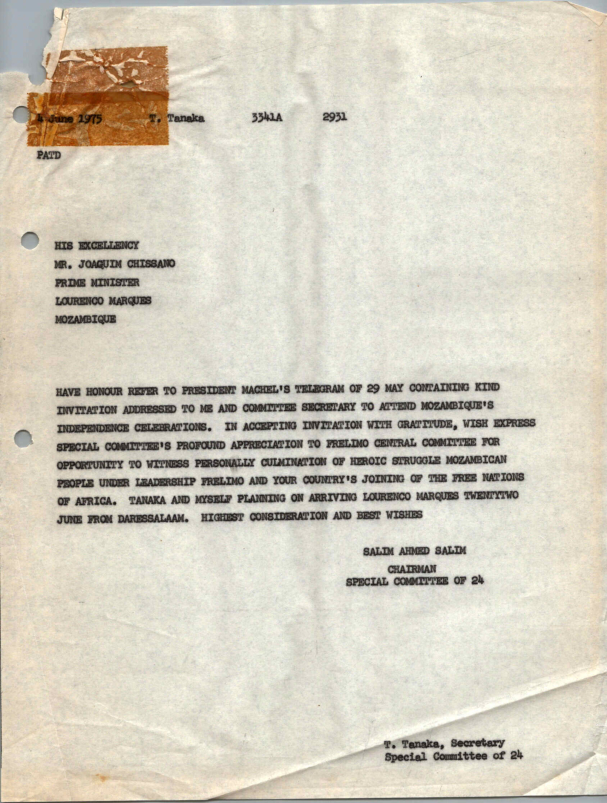 4 June 1975 T. Tanaka 3341A 2931
PATD
HIS EXCELLENCY
MR. JOAQUIM CHISSANO
PRIME MINISTER
LOURENCO MARQUES
MOZAMBIQUE
HAVE HONOUR REFER TO PRESIDENT MACHEL'S TELEGRAM OF 29 MAY CONTAINING KIND
INVITATION ADDRESSED TO ME AND COMMITTEE SECRETARY TO ATTEND MOZAMBIQUE'S
INDEPENDENCE CELEBRATIONS. IN ACCEPTING INVITATION WITH GRATITUDE, WISH EXPRESS
SPECIAL COMMITTEE'S PROFOUND APPRECIATION TO FRELIMO CENTRAL COMMITTEE FOR
OPPORTUNITY TO WITNESS PERSONALLY CULMINATION OF HEROIC STRUGGLE MOZAMBICAN
PEOPLE UNDER LEADERSHIP FRELIMO AND YOUR COUNTRY'S JOINING OF THE FREE NATIONS
OF AFRICA. TANAKA AND MYSELF PLANNING ON ARRIVING LOURENCO MARQUES TWENTYTWO
JUNE FROM DARESSALAAM. HIGHEST CONSIDERATION AND BEST WISHES
SALIM AHMED SALIM
CHAIRMAN
SPECIAL COMMITTEE OF 24
T. Tanaka, Secretary
Special Committee of 24